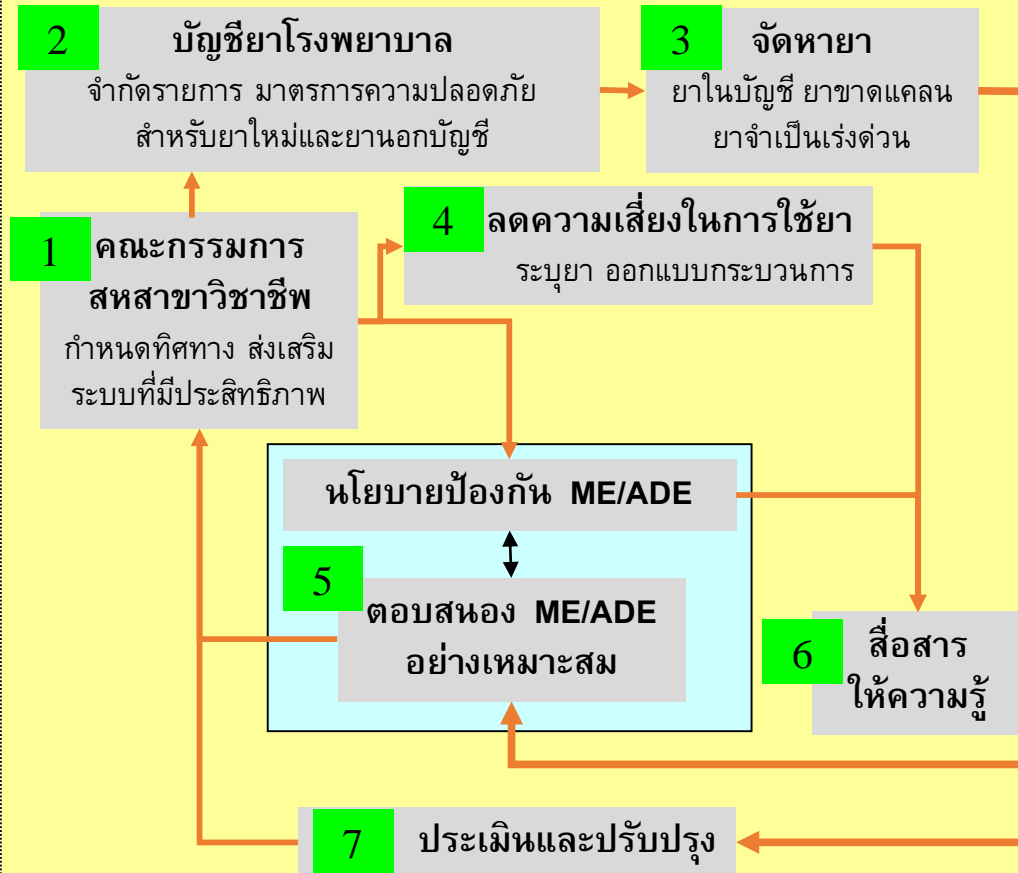 2
บัญชียาโรงพยาบาล
จำกัดรายการ มาตรการความปลอดภัย
สำหรับยาใหม่และยานอกบัญชี
3
จัดหายา
ยาในบัญชี ยาขาดแคลน
ยาจำเป็นเร่งด่วน
1
คณะกรรมการ
สหสาขาวิชาชีพ
กำหนดทิศทาง ส่งเสริม
ระบบที่มีประสิทธิภาพ
4
ลดความเสี่ยงในการใช้ยา
ระบุยา ออกแบบกระบวนการ
นโยบายป้องกัน ME/ADE
5
ตอบสนอง ME/ADE
อย่างเหมาะสม
6
สื่อสาร
ให้ความรู้
7
ประเมินและปรับปรุง